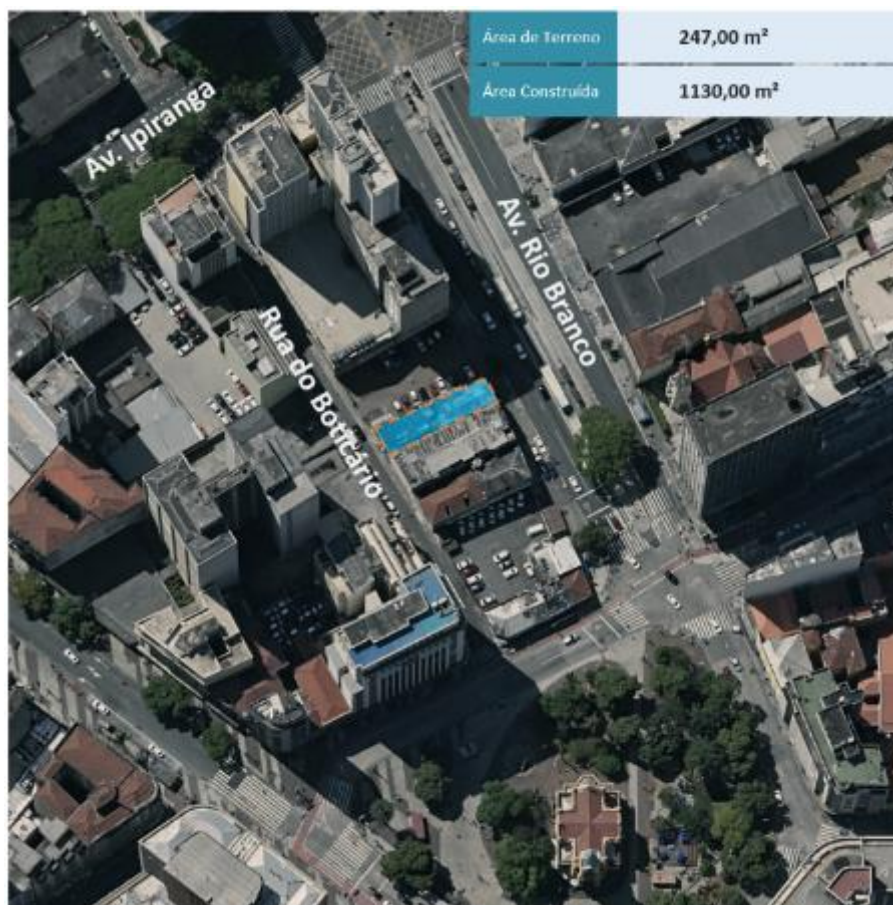 Área de Terreno 247,00 m²
Área Construída 1130,00 m²
Av. Ipiranga
Av. Rio Branco
Rua do Boticário